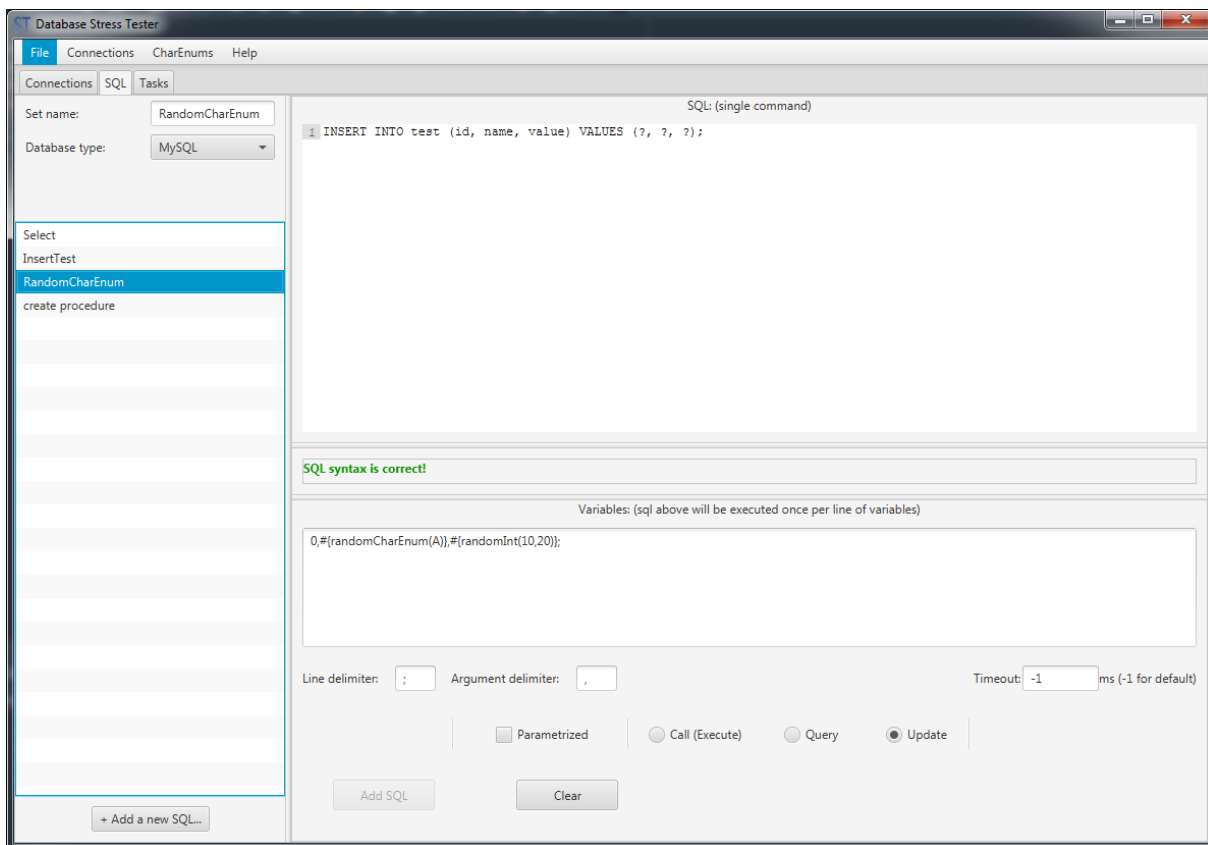 ST Database Stress Tester
File Connections CharEnums Help
Connections SQL Tasks
Set name: RandomCharEnum
Database type: MySQL
Select
InsertTest
RandomCharEnum
create procedure
+ Add a new SQL...
SQL: (single command)
1 INSERT INTO test (id, name, value) VALUES (?, ?, ?);
SQL syntax is correct!
Variables: (sql above will be executed once per line of variables)
0,#{randomCharEnum(A)},#{randomInt(10,20)};
Line delimiter: ; Argument delimiter: , Timeout: -1 ms (-1 for default)
Parametrized Call (Execute) Query Update
Add SQL Clear